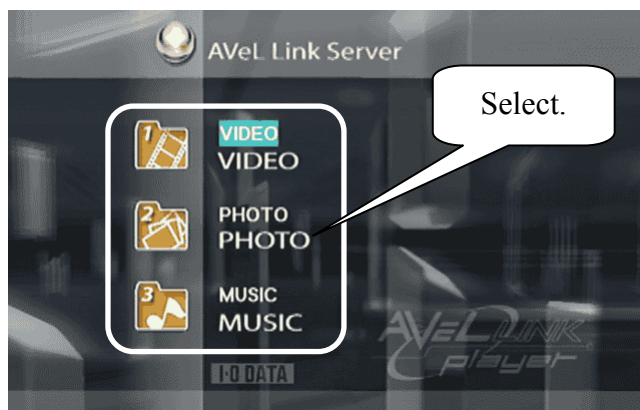 AVeL Link Server
Select.
1
VIDEO
VIDEO
2
PHOTO
PHOTO
3
MUSIC
MUSIC
AVeL LINK
player
I·O DATA